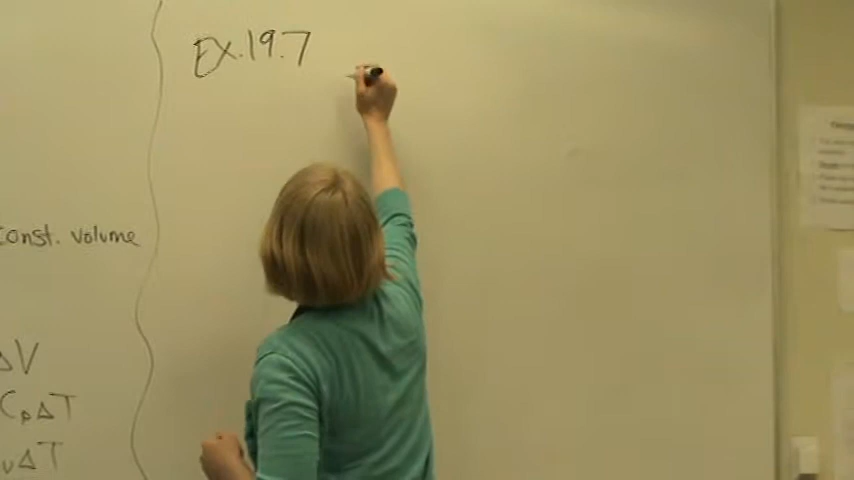 const. volume
ΔV
CpΔT
vΔT
EX. 19.7